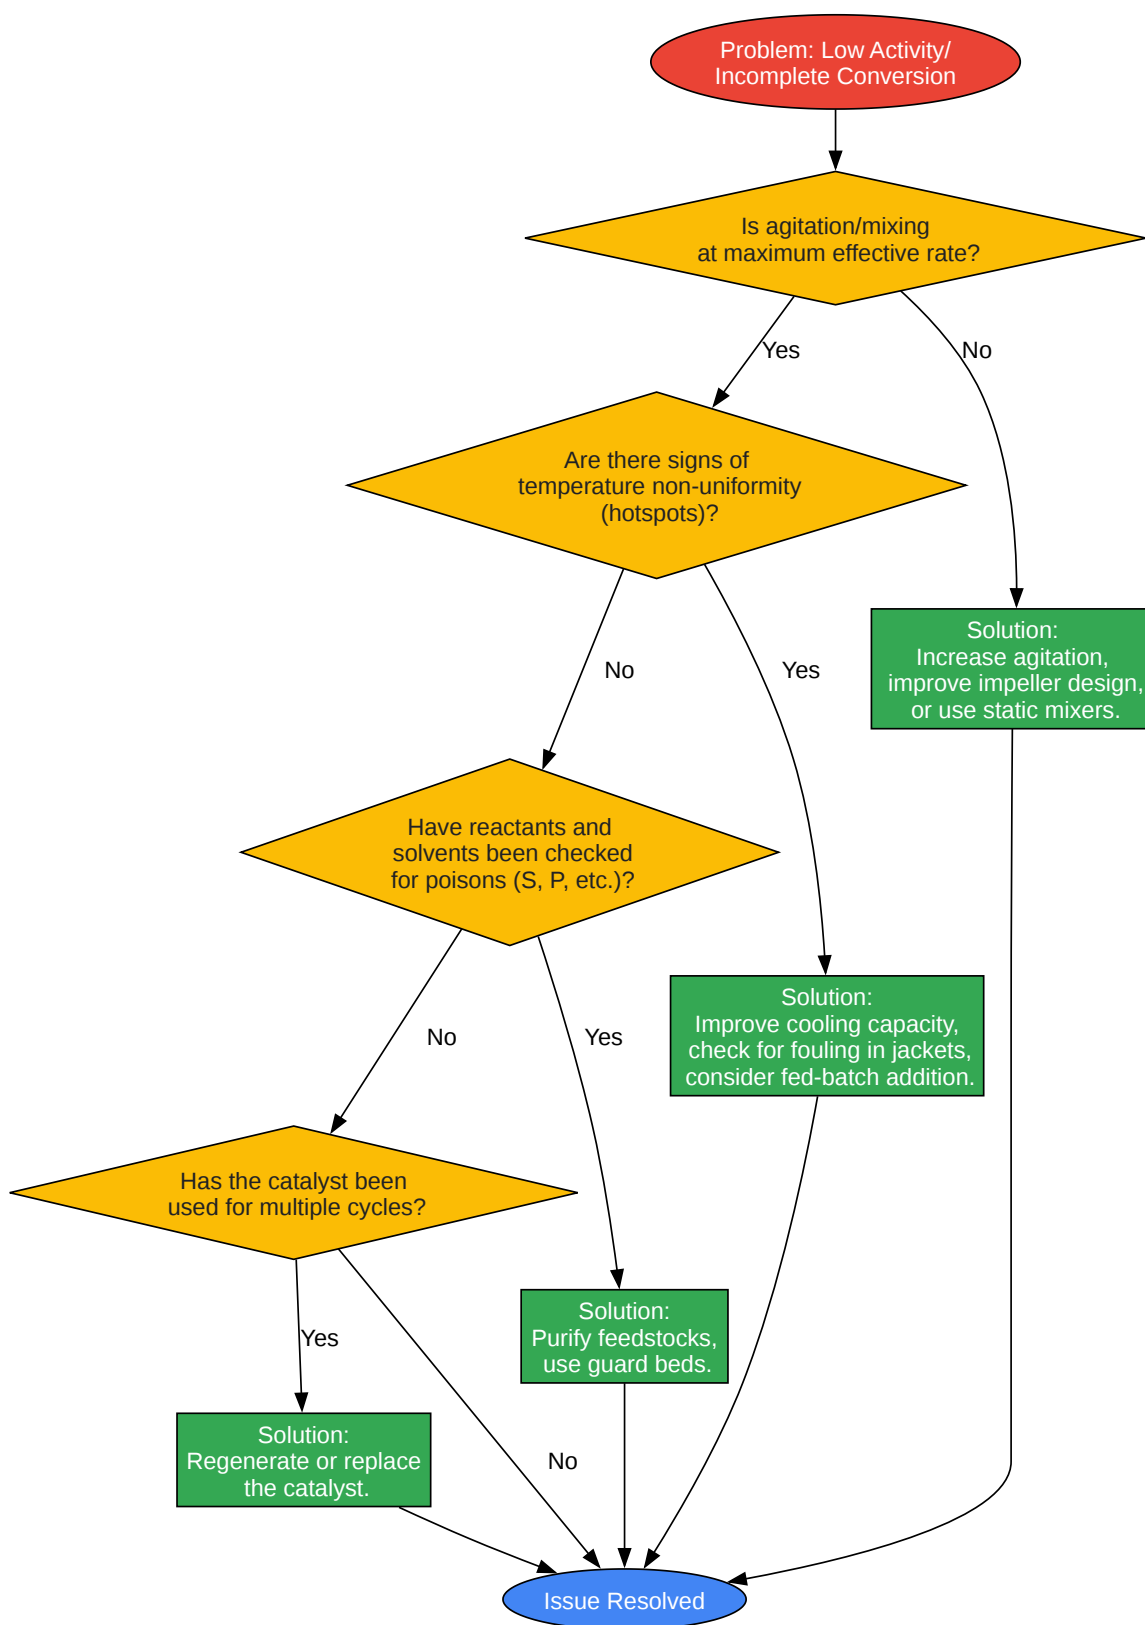 Problem: Low Activity/
Incomplete Conversion
Is agitation/mixing
at maximum effective rate?
Yes
No
Are there signs of
temperature non-uniformity
(hotspots)?
Solution:
Increase agitation,
improve impeller design,
or use static mixers.
No
Yes
Have reactants and
solvents been checked
for poisons (S, P, etc.)?
Solution:
Improve cooling capacity,
check for fouling in jackets,
consider fed-batch addition.
No
Yes
Has the catalyst been
used for multiple cycles?
Solution:
Purify feedstocks,
use guard beds.
Yes
Solution:
Regenerate or replace
the catalyst.
No
Issue Resolved